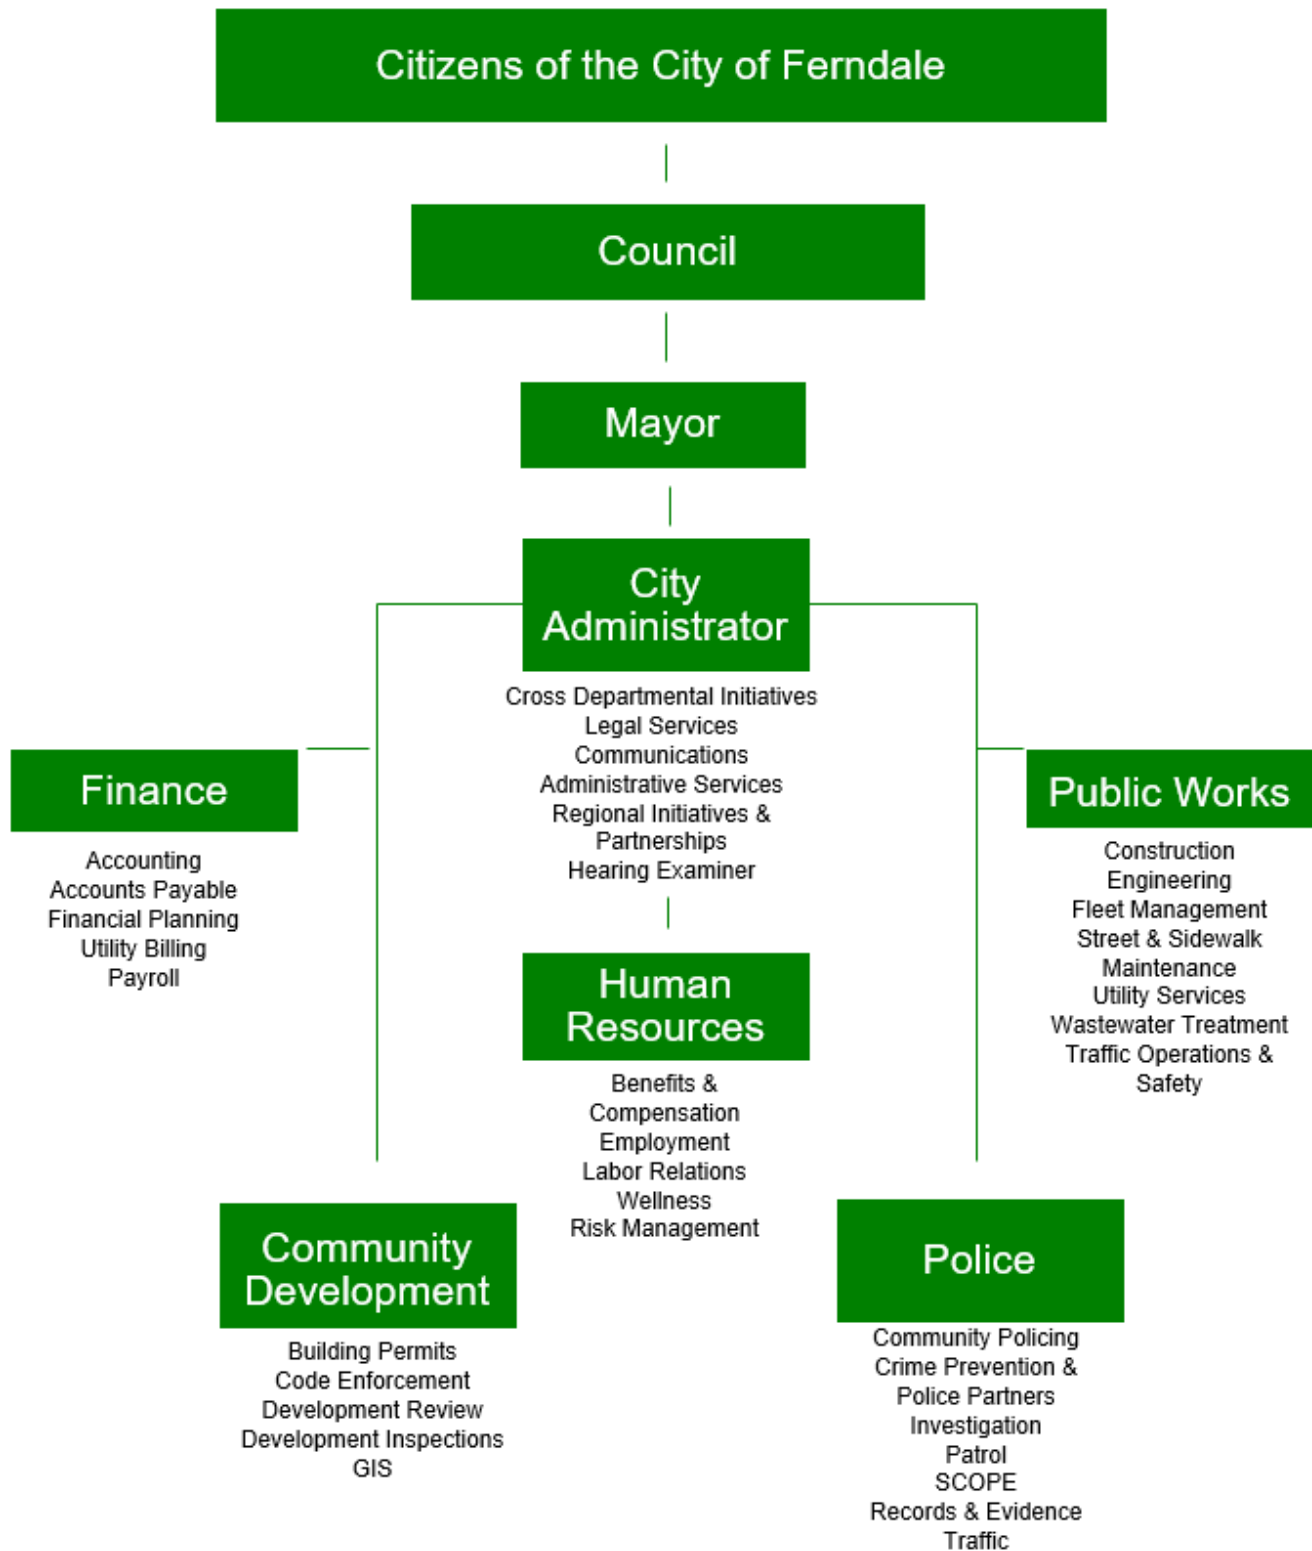 Citizens of the City of Ferndale
Council
Mayor
City
Administrator
Cross Departmental Initiatives
Legal Services
Communications
Administrative Services
Regional Initiatives &
Partnerships
Hearing Examiner
Finance
Accounting
Accounts Payable
Financial Planning
Utility Billing
Payroll
Public Works
Construction
Engineering
Fleet Management
Street & Sidewalk
Maintenance
Utility Services
Wastewater Treatment
Traffic Operations &
Safety
Human
Resources
Benefits &
Compensation
Employment
Labor Relations
Wellness
Risk Management
Community
Development
Building Permits
Code Enforcement
Development Review
Development Inspections
GIS
Police
Community Policing
Crime Prevention &
Police Partners
Investigation
Patrol
SCOPE
Records & Evidence
Traffic